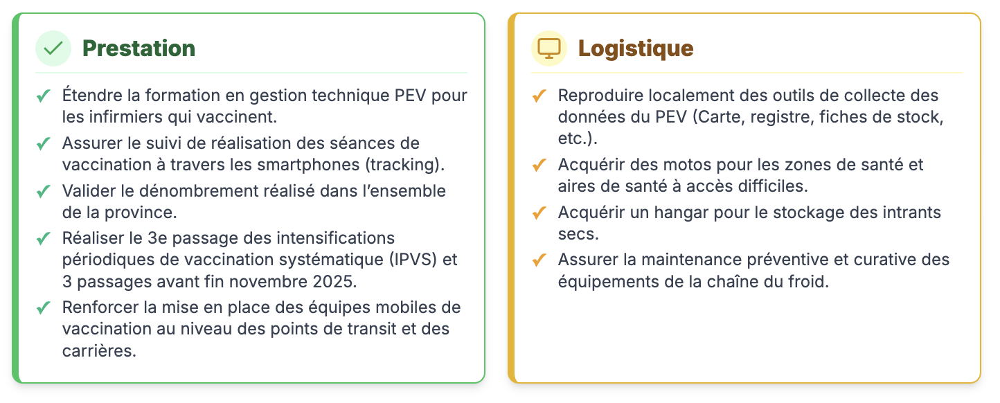 Prestation
Étendre la formation en gestion technique PEV pour
les infirmiers qui vaccinent.
Assurer le suivi de réalisation des séances de
vaccination à travers les smartphones (tracking).
Valider le dénombrement réalisé dans l’ensemble
de la province.
Réaliser le 3e passage des intensifications
périodiques de vaccination systématique (IPVS) et
3 passages avant fin novembre 2025.
Renforcer la mise en place des équipes mobiles de
vaccination au niveau des points de transit et des
carrières.
Logistique
Reproduire localement des outils de collecte des
données du PEV (Carte, registre, fiches de stock,
etc.).
Acquérir des motos pour les zones de santé et
aires de santé à accès difficiles.
Acquérir un hangar pour le stockage des intrants
secs.
Assurer la maintenance préventive et curative des
équipements de la chaîne du froid.